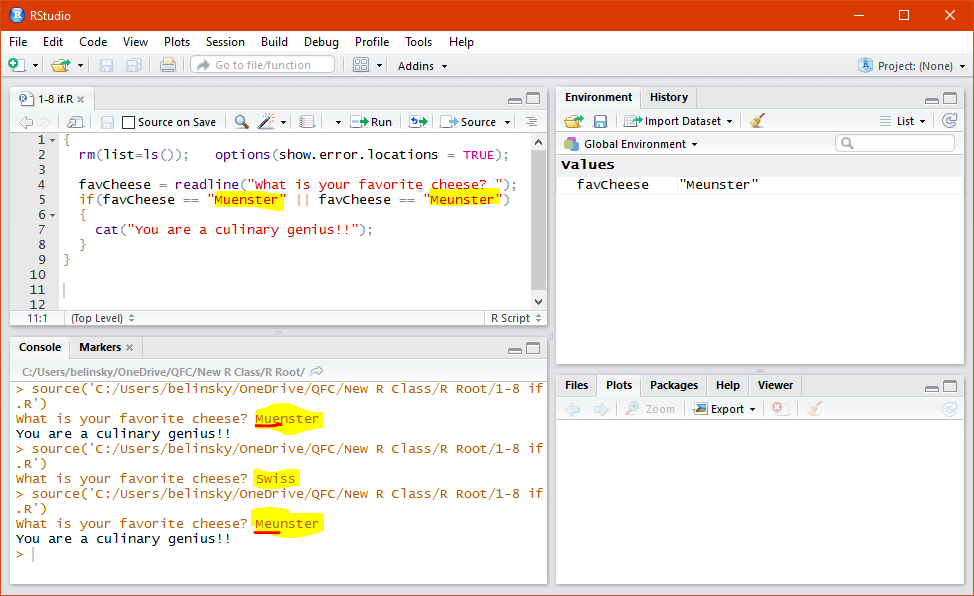 RStudio
File Edit Code View Plots Session Build Debug Profile Tools Help
Go to file/function Addins Project: (None)
1-8 if.R
Source on Save Run Source
1 {
2 rm(list=ls()); options(show.error.locations = TRUE);
3
4 favCheese = readline("What is your favorite cheese? ");
5 if(favCheese == "Muenster" || favCheese == "Meunster")
6 {
7 cat("You are a culinary genius!!");
8 }
9 }
10
11
12
11:1 (Top Level) R Script
Console Markers
C:/Users/belinsky/OneDrive/QFC/New R Class/R Root/
> source('C:/Users/belinsky/OneDrive/QFC/New R Class/R Root/1-8 if
.R')
What is your favorite cheese? Muenster
You are a culinary genius!!
> source('C:/Users/belinsky/OneDrive/QFC/New R Class/R Root/1-8 if
.R')
What is your favorite cheese? Swiss
> source('C:/Users/belinsky/OneDrive/QFC/New R Class/R Root/1-8 if
.R')
What is your favorite cheese? Meunster
You are a culinary genius!!
>
Environment History
Import Dataset List
Global Environment
Values
favCheese "Meunster"
Files Plots Packages Help Viewer
Zoom Export